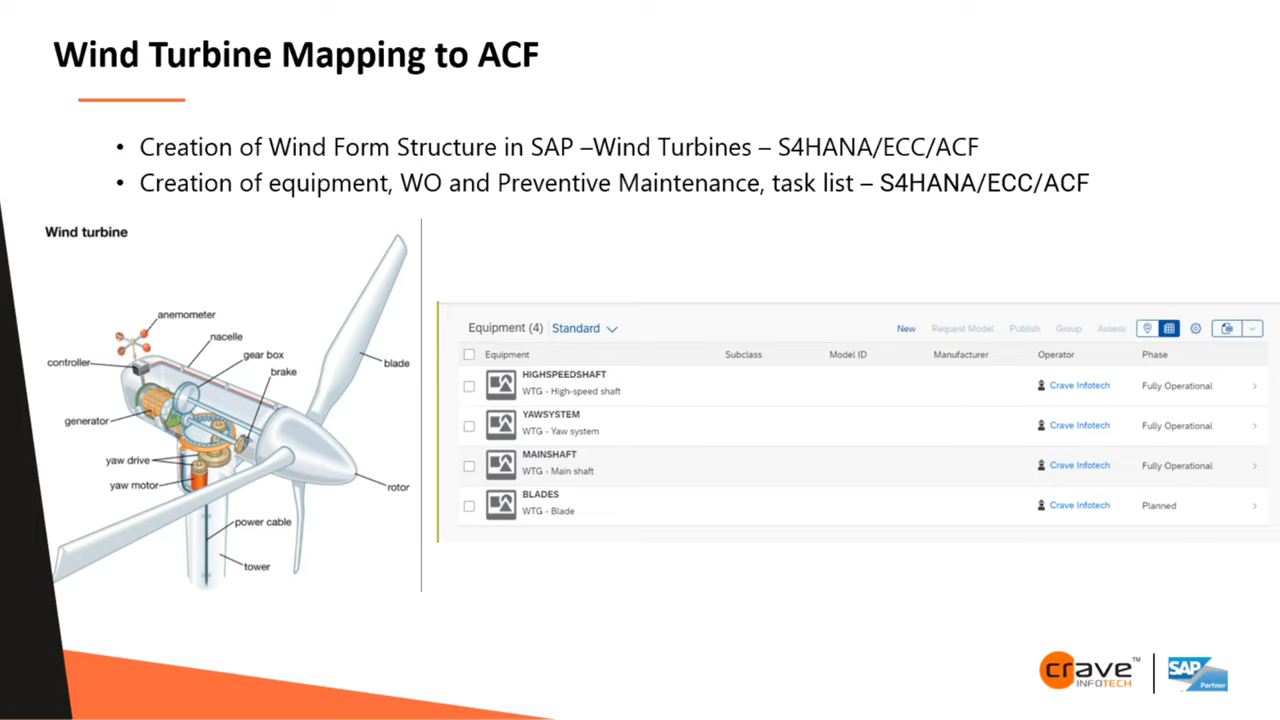 Wind Turbine Mapping to ACF
• Creation of Wind Form Structure in SAP –Wind Turbines – S4HANA/ECC/ACF
• Creation of equipment, WO and Preventive Maintenance, task list – S4HANA/ECC/ACF
Wind turbine
anemometer
nacelle
gear box
controller
brake
blade
generator
yaw drive
yaw motor
rotor
power cable
tower
Equipment (4) Standard
New Request Model Publish Group Assess
Equipment Subclass Model ID Manufacturer Operator Phase
HIGHSPEEDSHAFT
WTG - High-speed shaft Crave Infotech Fully Operational
YAWSYSTEM
WTG - Yaw system Crave Infotech Fully Operational
MAINSHAFT
WTG - Main shaft Crave Infotech Fully Operational
BLADES
WTG - Blade Crave Infotech Planned
crave™
INFOTECH
SAP
Partner